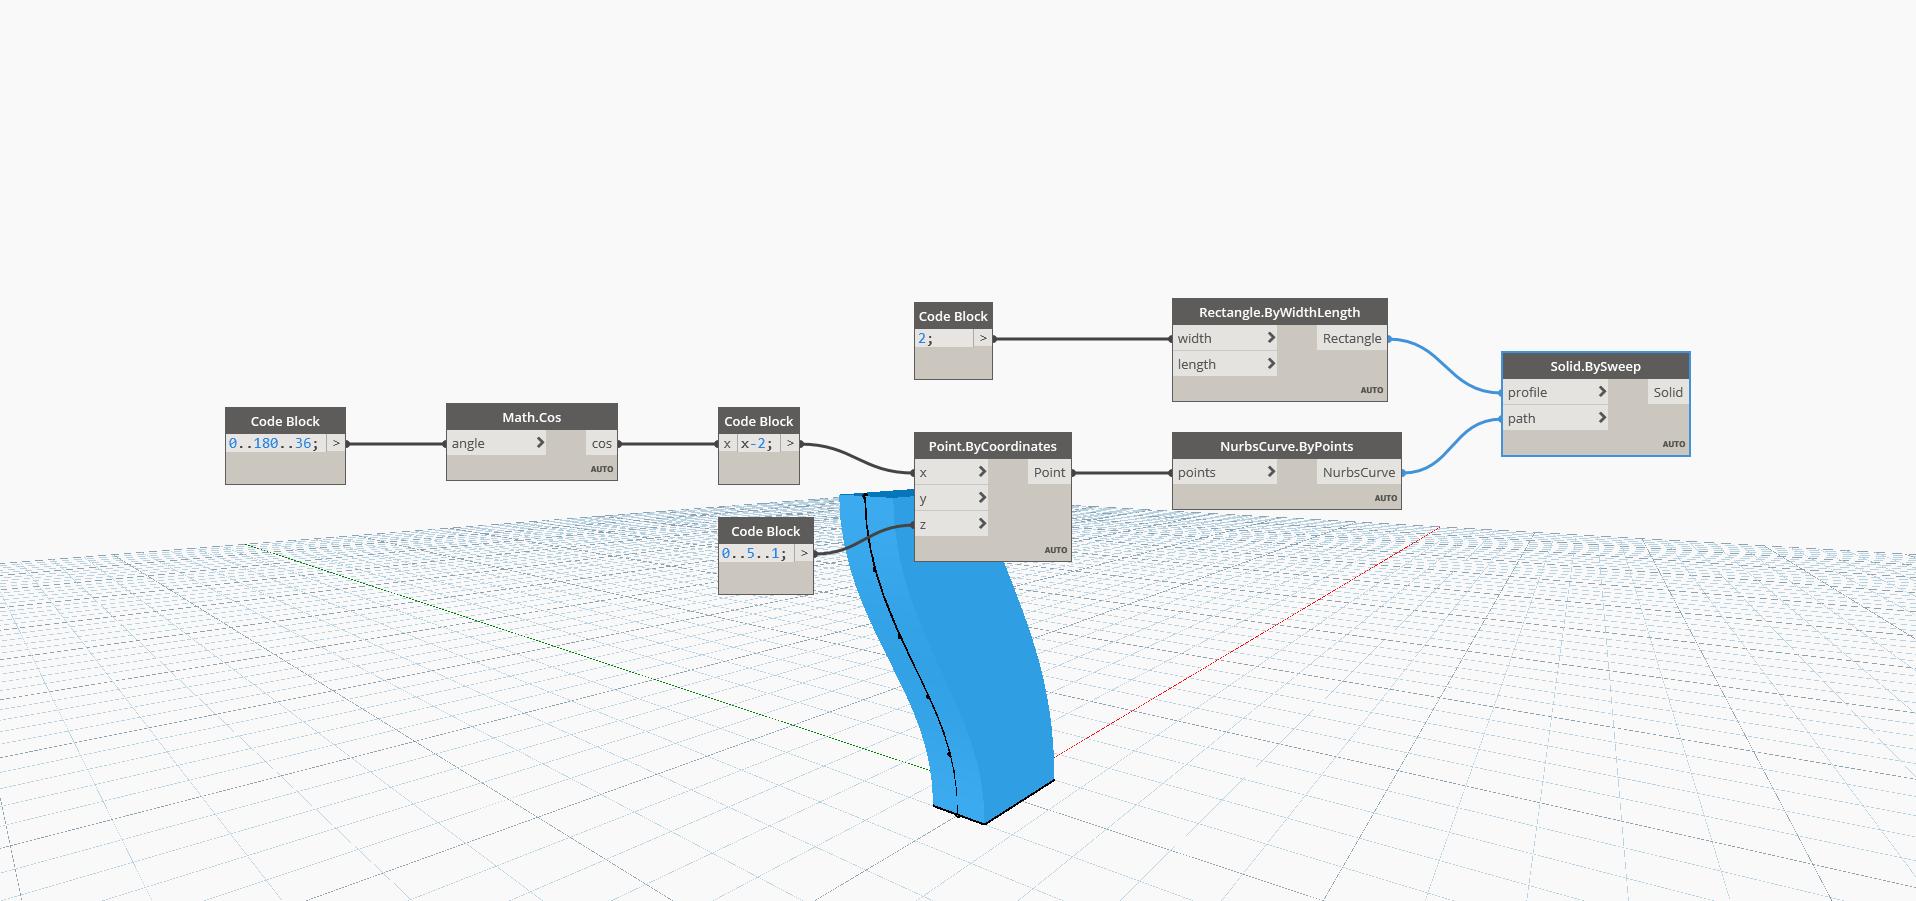 Code Block
2;
>
Rectangle.ByWidthLength
width
Rectangle
length
AUTO
Solid.BySweep
profile
Solid
path
AUTO
Code Block
0..180..36;
>
Math.Cos
angle
cos
AUTO
Code Block
x
x-2;
>
Point.ByCoordinates
x
Point
y
z
AUTO
NurbsCurve.ByPoints
points
NurbsCurve
AUTO
Code Block
0..5..1;
>